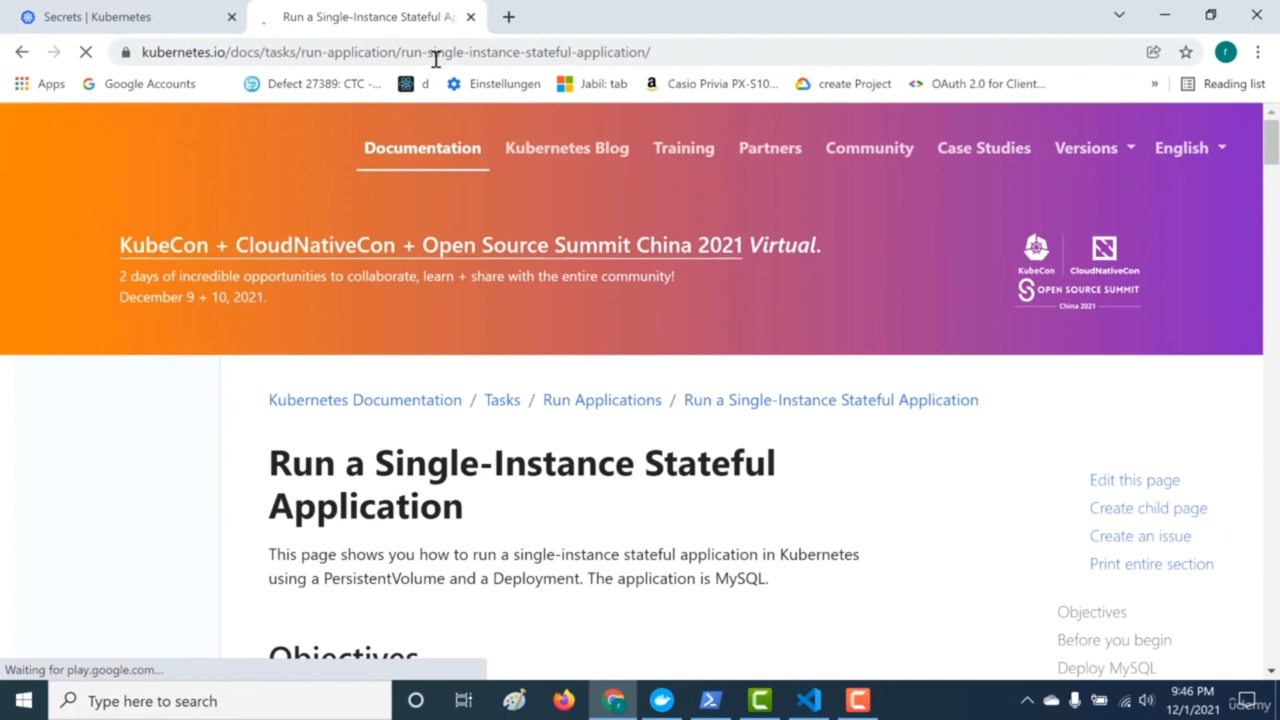 Secrets | Kubernetes
Run a Single-Instance Stateful Ap
kubernetes.io/docs/tasks/run-application/run-single-instance-stateful-application/
r
Apps
Google Accounts
Defect 27389: CTC -...
d
Einstellungen
Jabil: tab
Casio Privia PX-S10...
create Project
OAuth 2.0 for Client...
»
Reading list
Documentation
Kubernetes Blog
Training
Partners
Community
Case Studies
Versions
English
KubeCon + CloudNativeCon + Open Source Summit China 2021 Virtual.
2 days of incredible opportunities to collaborate, learn + share with the entire community!
December 9 + 10, 2021.
KubeCon
CloudNativeCon
OPEN SOURCE SUMMIT
China 2021
Kubernetes Documentation / Tasks / Run Applications / Run a Single-Instance Stateful Application
Run a Single-Instance Stateful
Application
This page shows you how to run a single-instance stateful application in Kubernetes
using a PersistentVolume and a Deployment. The application is MySQL.
Objectives
Edit this page
Create child page
Create an issue
Print entire section
Objectives
Before you begin
Deploy MySQL
Waiting for play.google.com...
Type here to search
9:46 PM
12/1/2021
udemy